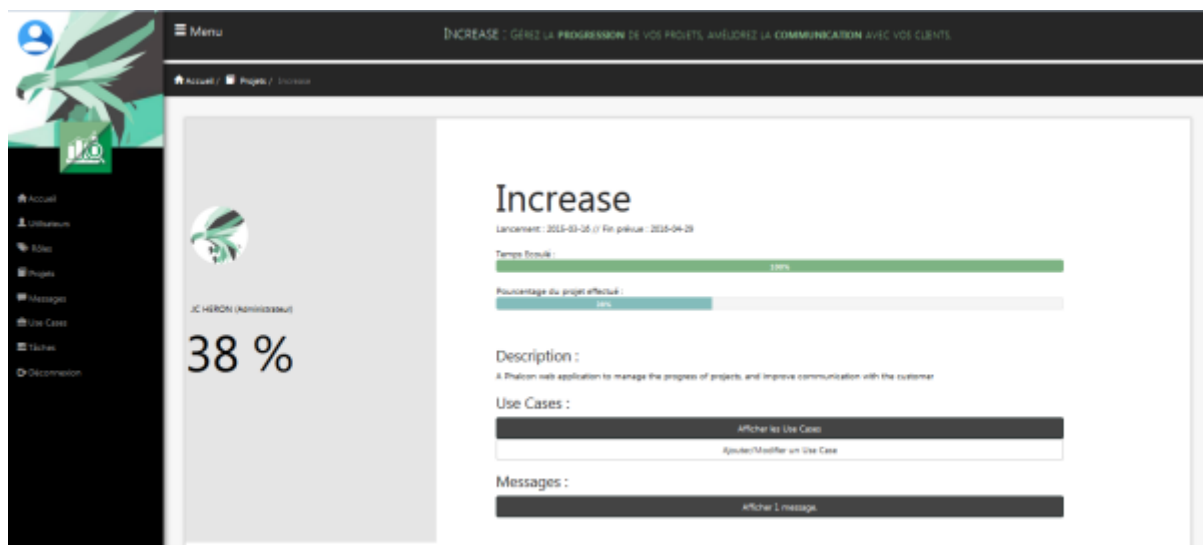 Menu
INCREASE : GÉREZ LA PROGRESSION DE VOS PROJETS, AMÉLIOREZ LA COMMUNICATION AVEC VOS CLIENTS.
Accueil / Projets / Increase
Accueil
Utilisateurs
Rôles
Projets
Messages
Use Cases
Tâches
Déconnexion
JC HERON (Administrateur)
38 %
Increase
Lancement : 2015-03-16 // Fin prévue : 2016-04-29
Temps Ecoulé :
100%
Pourcentage du projet effectué :
38%
Description :
A Phalcon web application to manage the progress of projects, and improve communication with the customer
Use Cases :
Afficher les Use Cases
Ajouter/Modifier un Use Case
Messages :
Afficher 1 message.